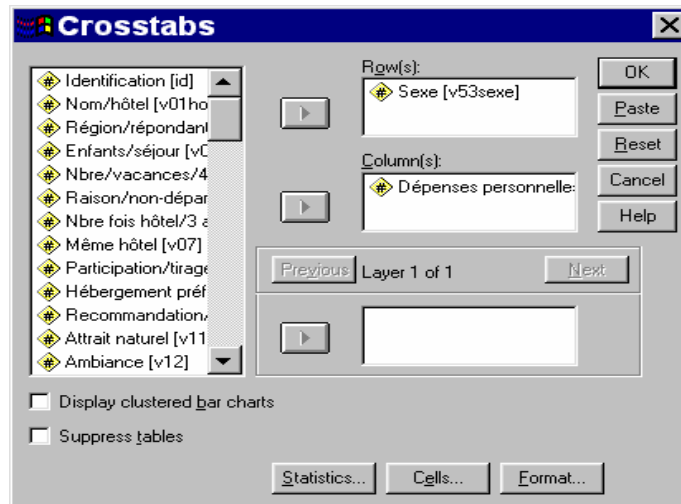 Crosstabs
Identification [id]
Nom/hôtel [v01ho
Région/répondant
Enfants/séjour [v0
Nbre/vacances/4
Raison/non-dépar
Nbre fois hôtel/3 a
Même hôtel [v07]
Participation/tirage
Hébergement préf
Recommandation/
Attrait naturel [v11
Ambiance [v12]
Row(s):
Sexe [v53sexe]
Column(s):
Dépenses personnelle:
Previous Layer 1 of 1 Next
OK
Paste
Reset
Cancel
Help
Display clustered bar charts
Suppress tables
Statistics... Cells... Format...